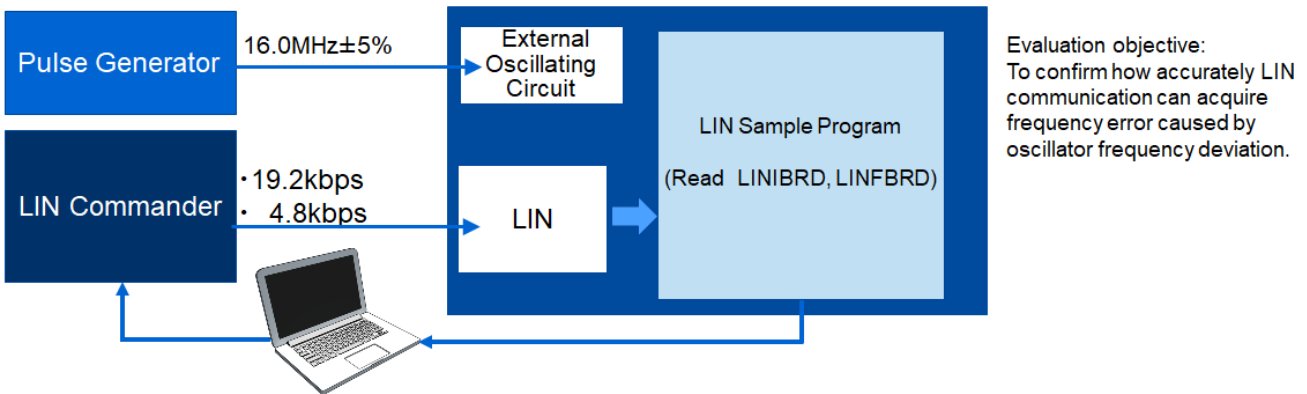 Pulse Generator
16.0MHz±5%
External
Oscillating
Circuit
LIN Commander
・19.2kbps
・ 4.8kbps
LIN
LIN Sample Program
(Read LINIBRD, LINFBRD)
Evaluation objective:
To confirm how accurately LIN
communication can acquire
frequency error caused by
oscillator frequency deviation.